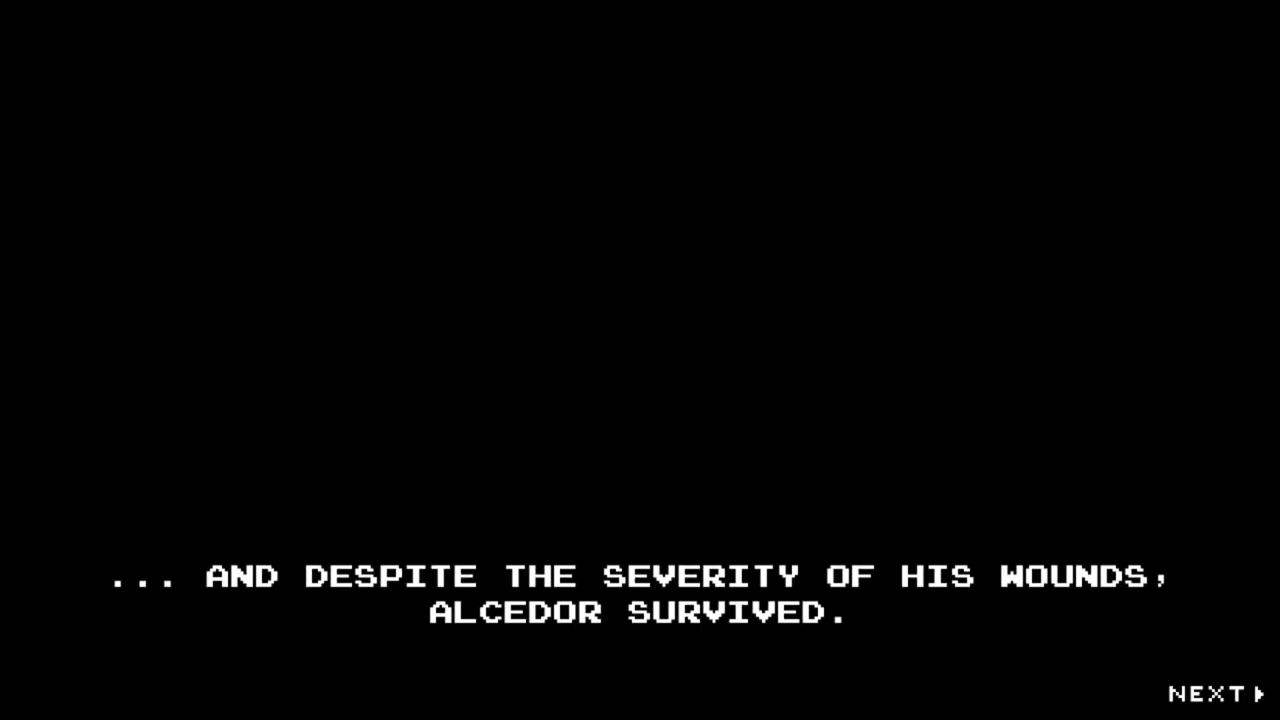 ... AND DESPITE THE SEVERITY OF HIS WOUNDS,
ALCEDOR SURVIVED.
NEXT